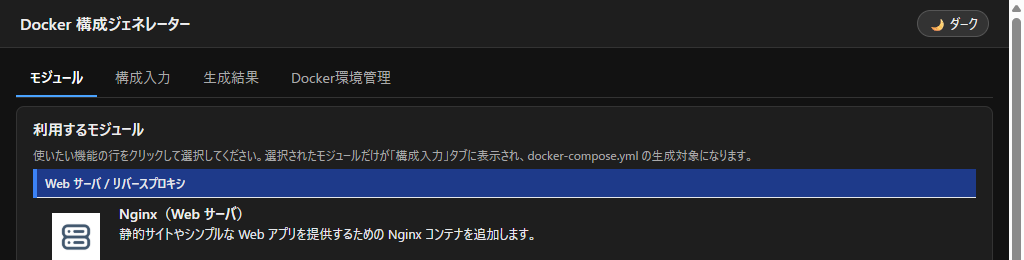 Docker 構成ジェネレーター
🌙 ダーク
モジュール 構成入力 生成結果 Docker環境管理
利用するモジュール
使いたい機能の行をクリックして選択してください。選択されたモジュールだけが「構成入力」タブに表示され、docker-compose.yml の生成対象になります。
Web サーバ / リバースプロキシ
Nginx（Web サーバ）
静的サイトやシンプルな Web アプリを提供するための Nginx コンテナを追加します。